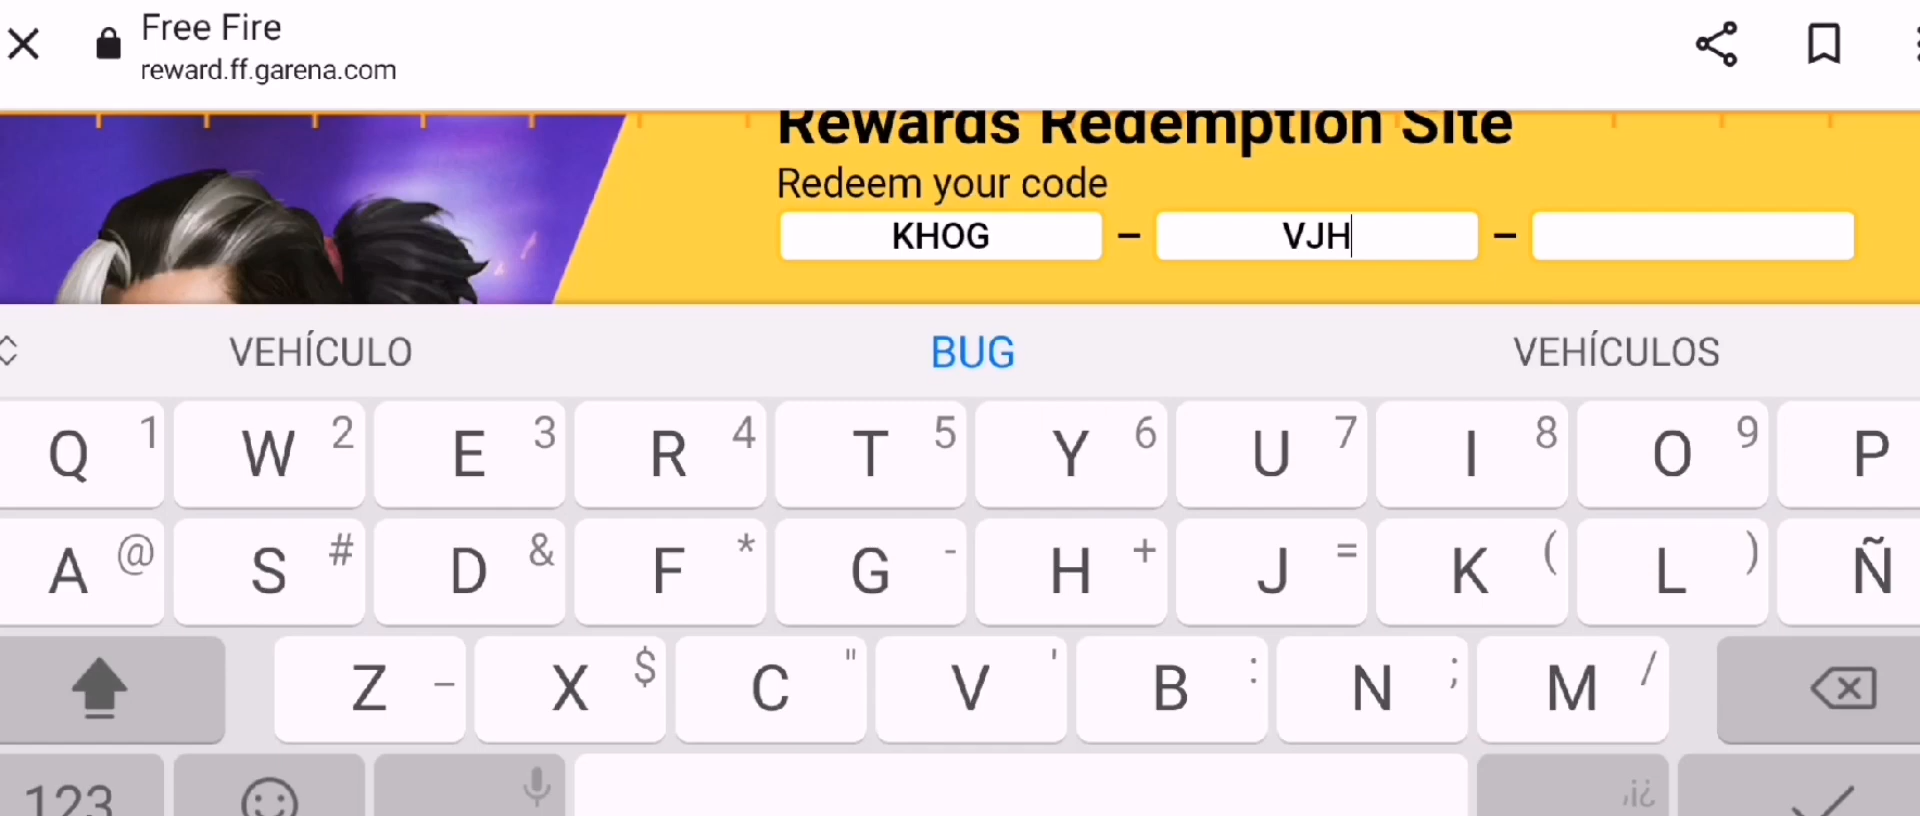 Free Fire
reward.ff.garena.com
Rewards Redemption Site
Redeem your code
KHOG – VJH –
VEHÍCULO BUG VEHÍCULOS
Q 1 W 2 E 3 R 4 T 5 Y 6 U 7 I 8 O 9 P
A @ S # D & F * G - H + J = K ( L ) Ñ
Z _ X $ C " V ' B : N ; M /
123 , ¡¿